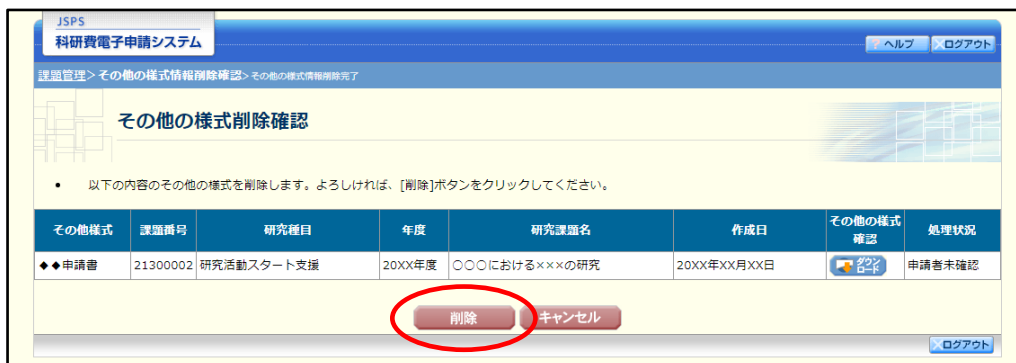 JSPS
科研費電子申請システム
? ヘルプ ×ログアウト
課題管理>その他の様式情報削除確認>その他の様式情報削除完了
その他の様式削除確認
• 以下の内容のその他の様式を削除します。よろしければ、[削除]ボタンをクリックしてください。
その他様式 課題番号 研究種目 年度 研究課題名 作成日 その他の様式確認 処理状況
◆◆申請書 21300002 研究活動スタート支援 20XX年度 〇〇〇における×××の研究 20XX年XX月XX日 ダウンロード 申請者未確認
削除 キャンセル
×ログアウト